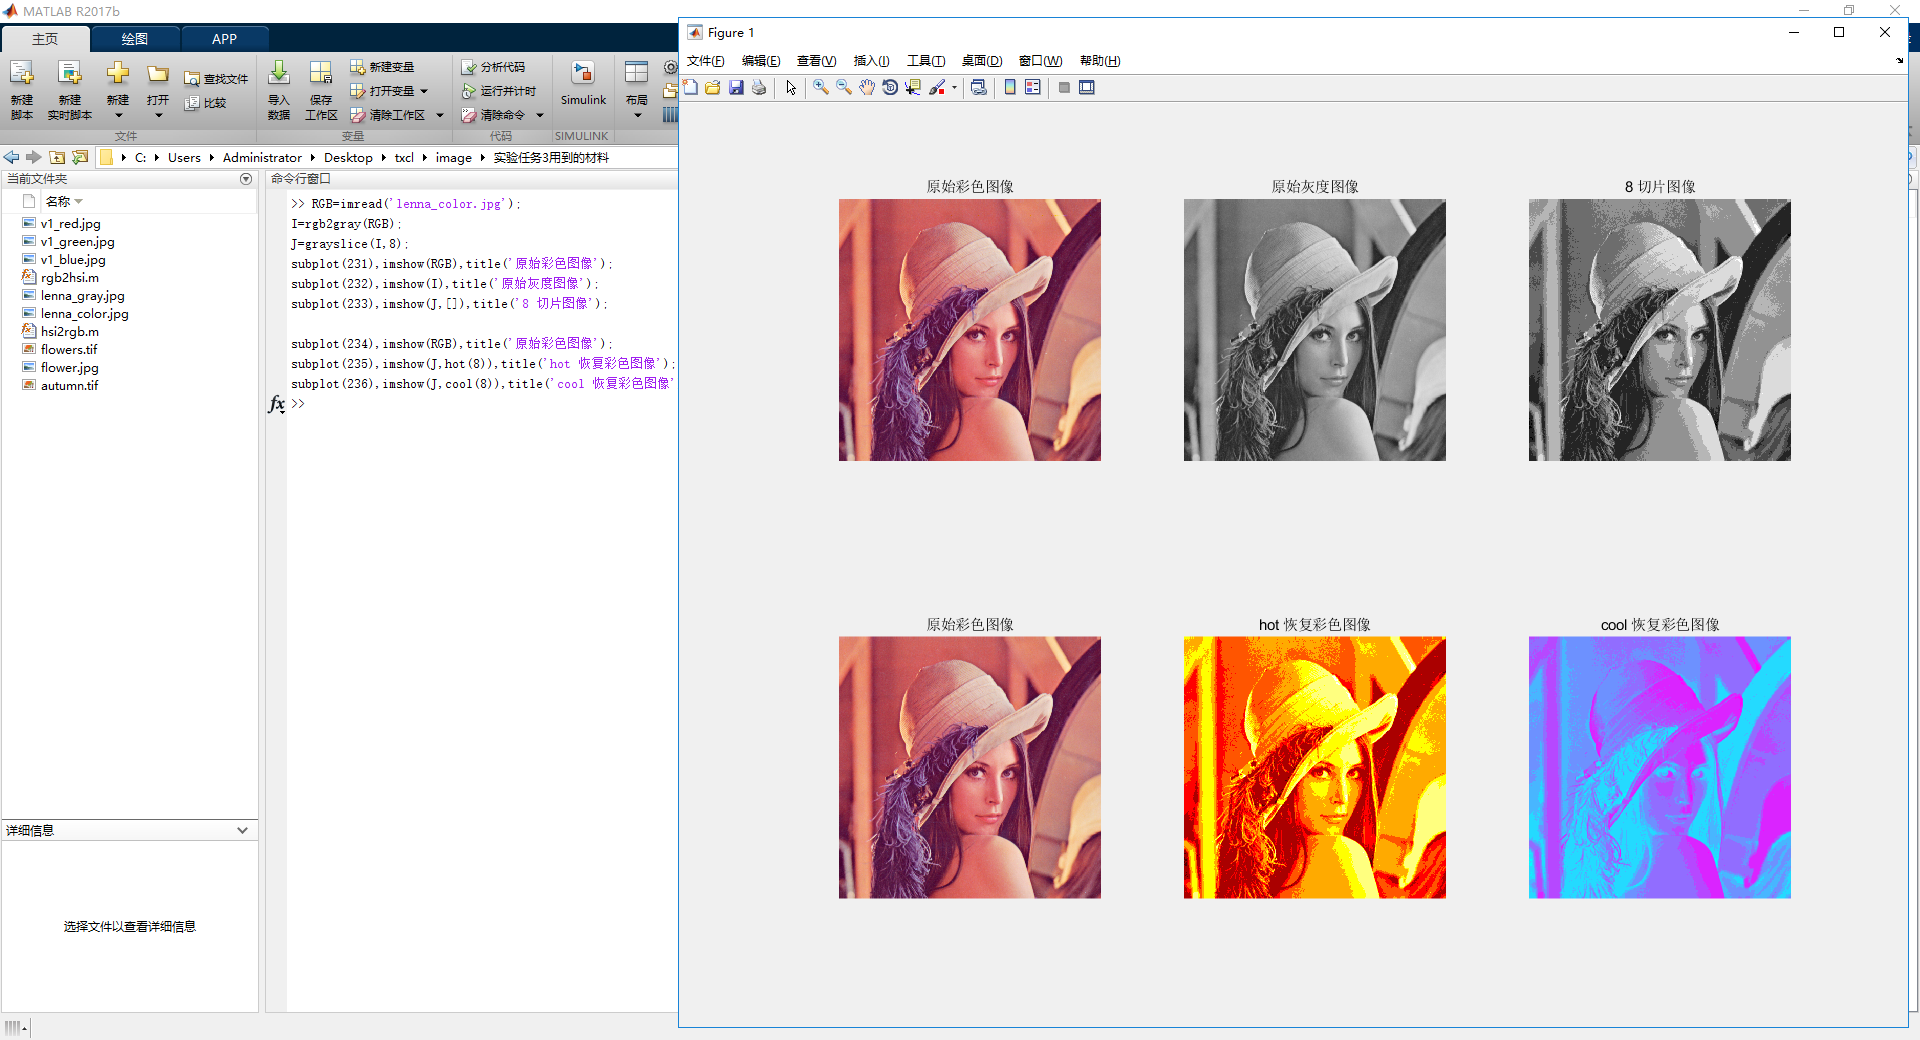 MATLAB R2017b
主页 绘图 APP
新建
脚本
新建
实时脚本
新建
打开
查找文件
比较
文件
导入
数据
保存
工作区
新建变量
打开变量
清除工作区
变量
分析代码
运行并计时
清除命令
代码
Simulink
SIMULINK
布局
C: Users Administrator Desktop txcl image 实验任务3用到的材料
当前文件夹
名称
v1_red.jpg
v1_green.jpg
v1_blue.jpg
rgb2hsi.m
lenna_gray.jpg
lenna_color.jpg
hsi2rgb.m
flowers.tif
flower.jpg
autumn.tif
详细信息
选择文件以查看详细信息
命令行窗口
>> RGB=imread('lenna_color.jpg');
I=rgb2gray(RGB);
J=grayslice(I,8);
subplot(231),imshow(RGB),title('原始彩色图像');
subplot(232),imshow(I),title('原始灰度图像');
subplot(233),imshow(J,[]),title('8 切片图像');
subplot(234),imshow(RGB),title('原始彩色图像');
subplot(235),imshow(J,hot(8)),title('hot 恢复彩色图像');
subplot(236),imshow(J,cool(8)),title('cool 恢复彩色图像'
fx >>
Figure 1
文件(F) 编辑(E) 查看(V) 插入(I) 工具(T) 桌面(D) 窗口(W) 帮助(H)
原始彩色图像
原始灰度图像
8 切片图像
原始彩色图像
hot 恢复彩色图像
cool 恢复彩色图像